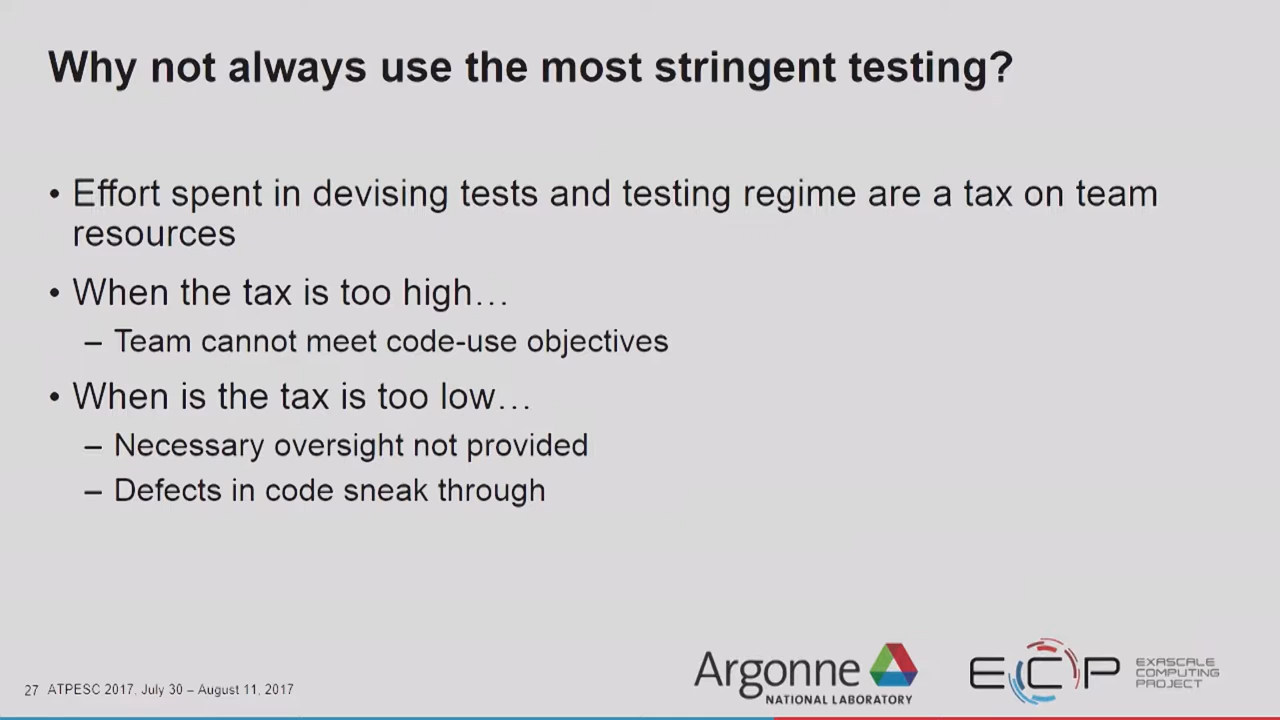 Why not always use the most stringent testing?
• Effort spent in devising tests and testing regime are a tax on team
resources
• When the tax is too high…
– Team cannot meet code-use objectives
• When is the tax is too low…
– Necessary oversight not provided
– Defects in code sneak through
27 ATPESC 2017, July 30 – August 11, 2017
Argonne
NATIONAL LABORATORY
ECP
EXASCALE
COMPUTING
PROJECT